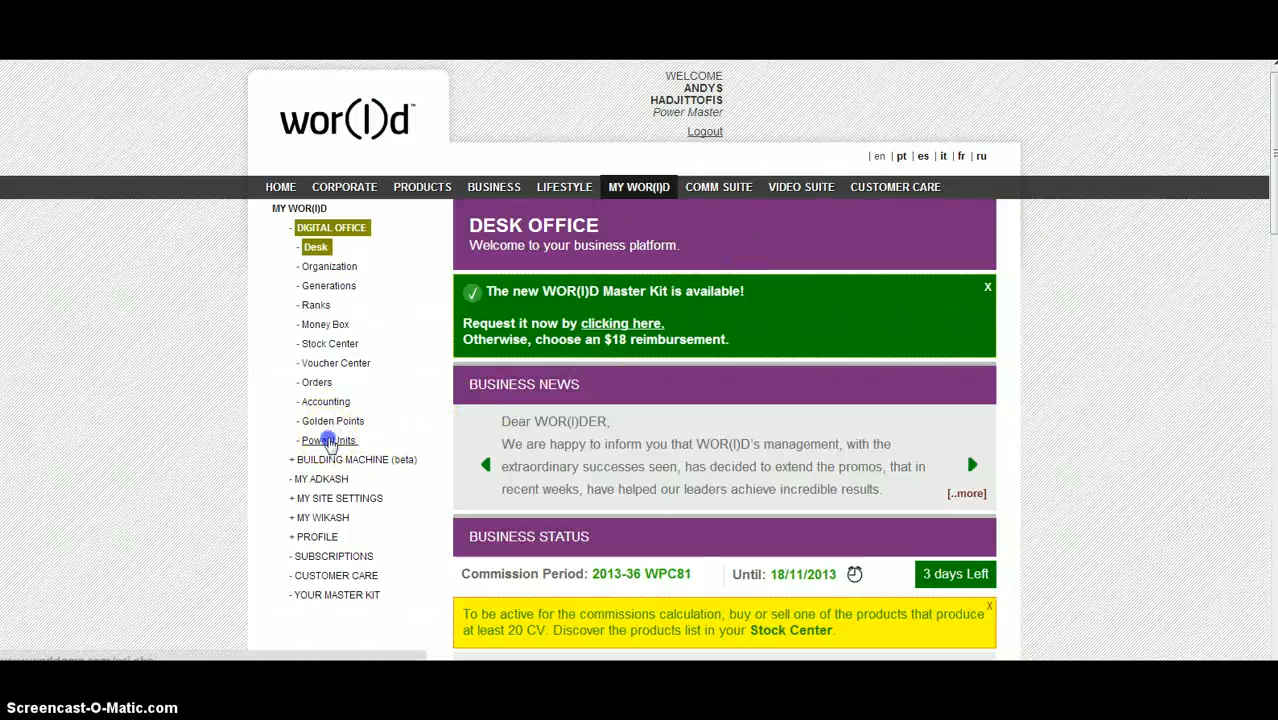 wor(l)d™
WELCOME
ANDYS
HADJITTOFIS
Power Master
Logout
| en | pt | es | it | fr | ru
HOME CORPORATE PRODUCTS BUSINESS LIFESTYLE MY WOR(I)D COMM SUITE VIDEO SUITE CUSTOMER CARE
MY WOR(I)D
- DIGITAL OFFICE
- Desk
- Organization
- Generations
- Ranks
- Money Box
- Stock Center
- Voucher Center
- Orders
- Accounting
- Golden Points
- PowerUnits
+ BUILDING MACHINE (beta)
- MY ADKASH
+ MY SITE SETTINGS
+ MY WIKASH
+ PROFILE
- SUBSCRIPTIONS
- CUSTOMER CARE
- YOUR MASTER KIT
DESK OFFICE
Welcome to your business platform.
The new WOR(I)D Master Kit is available!
X
Request it now by clicking here.
Otherwise, choose an $18 reimbursement.
BUSINESS NEWS
Dear WOR(I)DER,
We are happy to inform you that WOR(I)D's management, with the
extraordinary successes seen, has decided to extend the promos, that in
recent weeks, have helped our leaders achieve incredible results.
[..more]
BUSINESS STATUS
Commission Period: 2013-36 WPC81 Until: 18/11/2013 3 days Left
To be active for the commissions calculation, buy or sell one of the products that produce X
at least 20 CV. Discover the products list in your Stock Center.
Screencast-O-Matic.com